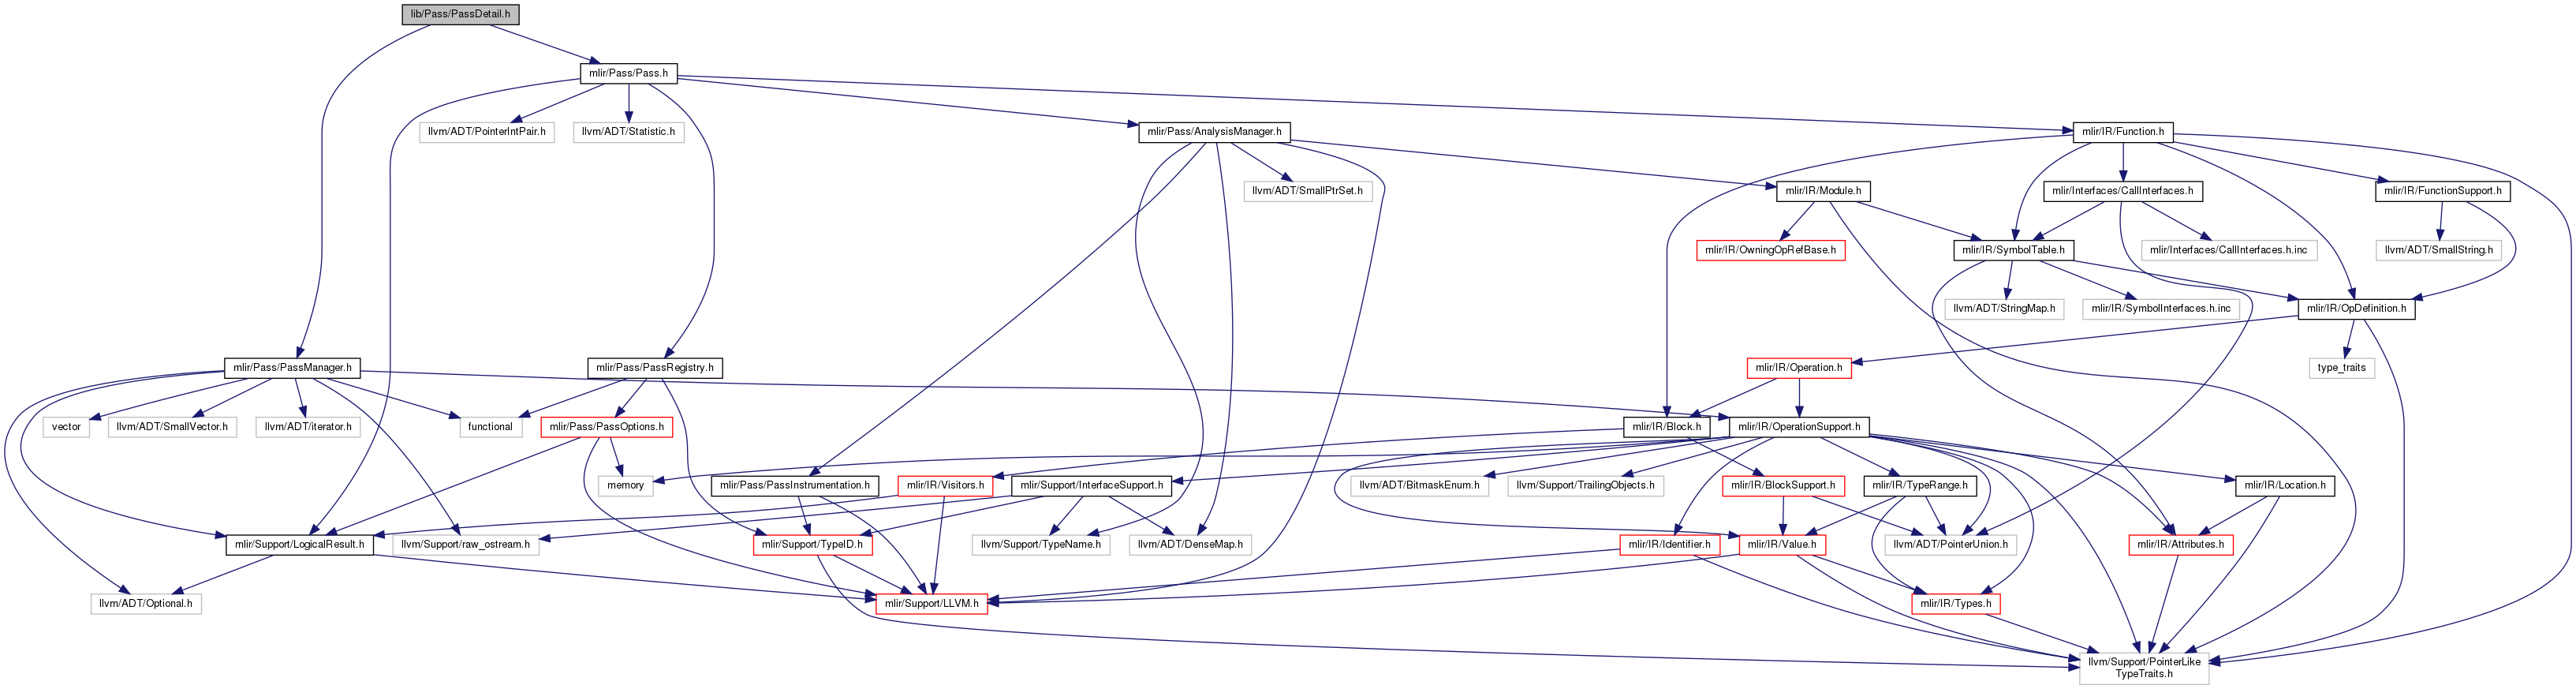 lib/Pass/PassDetail.h
mlir/Pass/Pass.h
llvm/ADT/PointerIntPair.h
llvm/ADT/Statistic.h
mlir/Pass/AnalysisManager.h
mlir/IR/Function.h
llvm/ADT/SmallPtrSet.h
mlir/IR/Module.h
mlir/Interfaces/CallInterfaces.h
mlir/IR/FunctionSupport.h
mlir/IR/OwningOpRefBase.h
mlir/IR/SymbolTable.h
mlir/Interfaces/CallInterfaces.h.inc
llvm/ADT/SmallString.h
llvm/ADT/StringMap.h
mlir/IR/SymbolInterfaces.h.inc
mlir/IR/OpDefinition.h
mlir/Pass/PassManager.h
mlir/Pass/PassRegistry.h
mlir/IR/Operation.h
type_traits
vector
llvm/ADT/SmallVector.h
llvm/ADT/iterator.h
functional
mlir/Pass/PassOptions.h
mlir/IR/Block.h
mlir/IR/OperationSupport.h
memory
mlir/Pass/PassInstrumentation.h
mlir/IR/Visitors.h
mlir/Support/InterfaceSupport.h
llvm/ADT/BitmaskEnum.h
llvm/Support/TrailingObjects.h
mlir/IR/BlockSupport.h
mlir/IR/TypeRange.h
mlir/IR/Location.h
mlir/Support/LogicalResult.h
llvm/Support/raw_ostream.h
mlir/Support/TypeID.h
llvm/Support/TypeName.h
llvm/ADT/DenseMap.h
mlir/IR/Identifier.h
mlir/IR/Value.h
llvm/ADT/PointerUnion.h
mlir/IR/Attributes.h
llvm/ADT/Optional.h
mlir/Support/LLVM.h
mlir/IR/Types.h
llvm/Support/PointerLike
TypeTraits.h